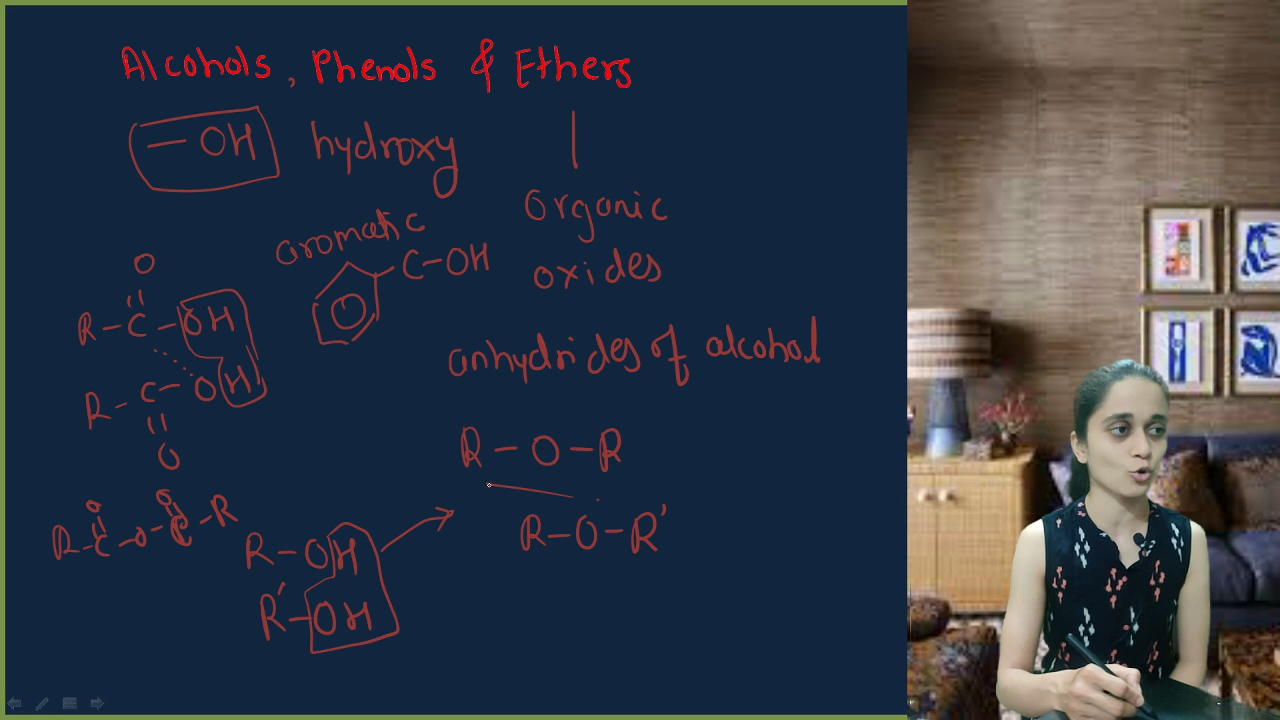 Alcohols, Phenols & Ethers
-OH hydroxy
Organic
oxides
aromatic
C-OH
O
R-C-OH
R-C-OH
O
anhydrides of alcohol
R-O-R
R-O-R'
O O
R-C-O-C-R
R-OH
R'-OH